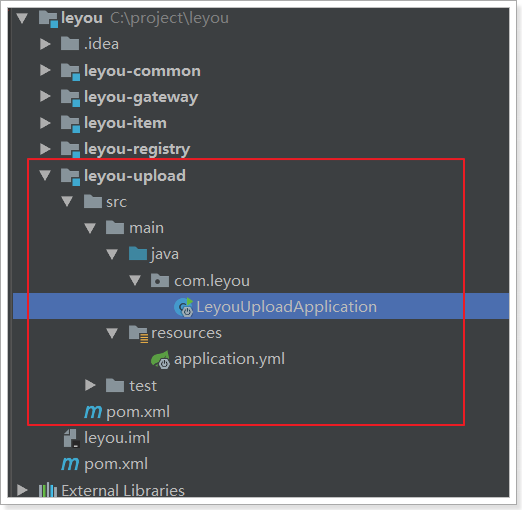 leyou C:\project\leyou
.idea
leyou-common
leyou-gateway
leyou-item
leyou-registry
leyou-upload
src
main
java
com.leyou
LeyouUploadApplication
resources
application.yml
test
pom.xml
leyou.iml
pom.xml
External Libraries